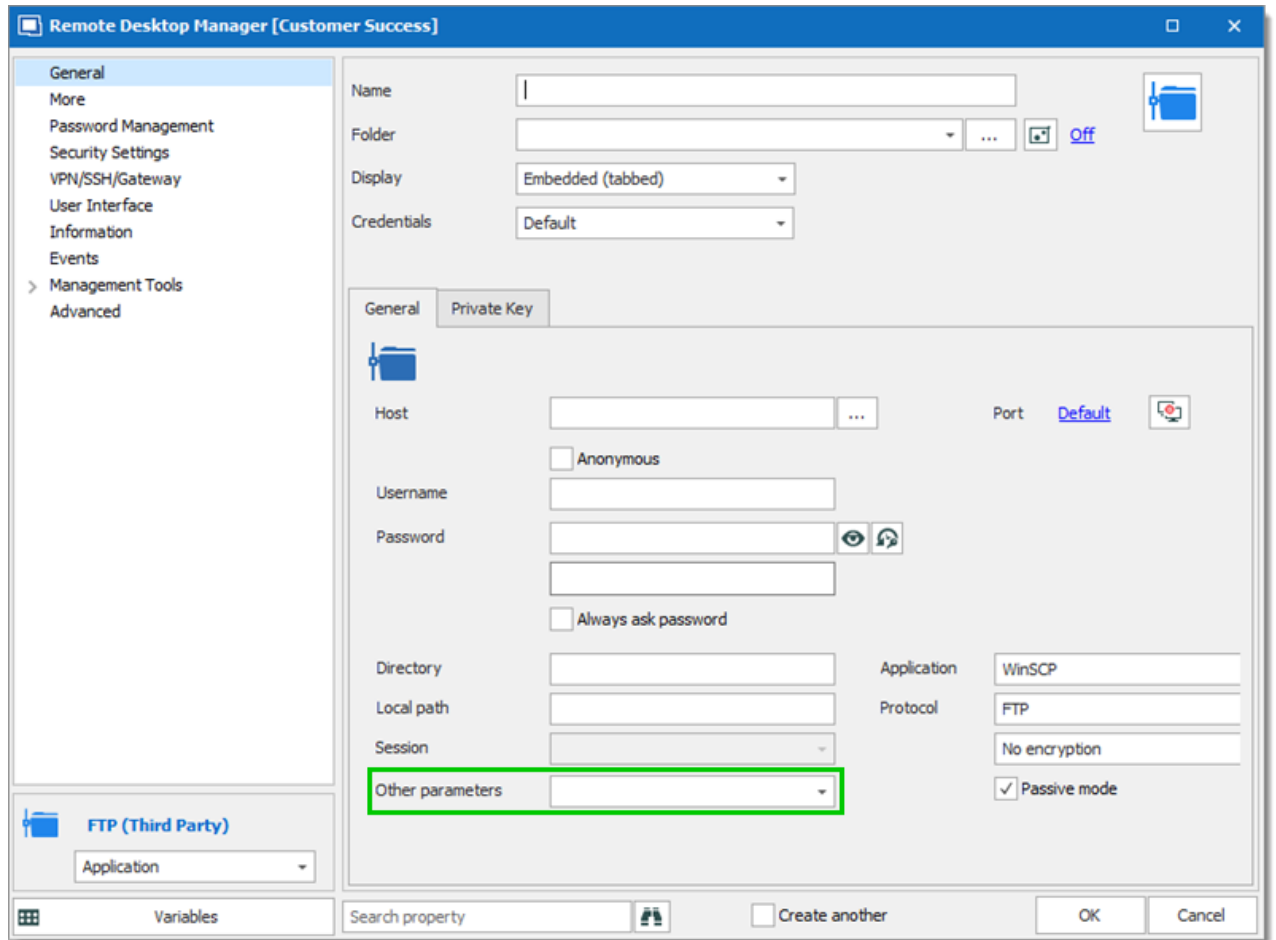 Remote Desktop Manager [Customer Success]
General
More
Password Management
Security Settings
VPN/SSH/Gateway
User Interface
Information
Events
Management Tools
Advanced
FTP (Third Party)
Application
Variables
Name
Folder
...
Off
Display
Embedded (tabbed)
Credentials
Default
General
Private Key
Host
...
Port
Default
Anonymous
Username
Password
Always ask password
Directory
Application
WinSCP
Local path
Protocol
FTP
Session
No encryption
Other parameters
Passive mode
Search property
Create another
OK
Cancel